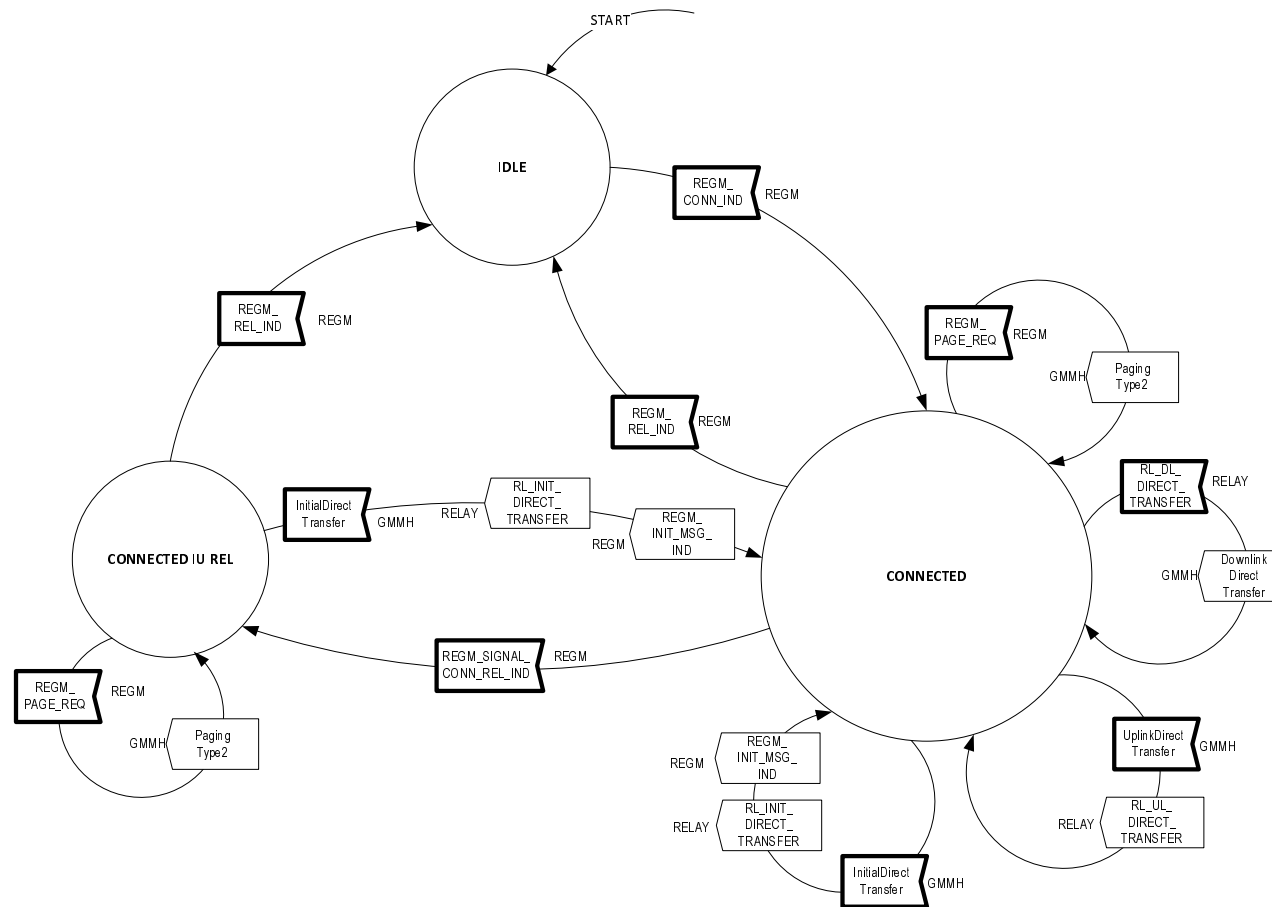 START
IDLE
REGM_
CONN_IND
REGM
REGM_
REL_IND
REGM
REGM_
PAGE_REQ
REGM
GMMH
Paging
Type2
REGM_
REL_IND
REGM
RL_DL_
DIRECT_
TRANSFER
RELAY
InitialDirect
Transfer
GMMH
RELAY
RL_INIT_
DIRECT_
TRANSFER
REGM
REGM_
INIT_MSG_
IND
CONNECTED IU REL
CONNECTED
GMMH
Downlink
Direct
Transfer
REGM_SIGNAL_
CONN_REL_IND
REGM
REGM_
PAGE_REQ
REGM
GMMH
Paging
Type2
REGM
REGM_
INIT_MSG_
IND
UplinkDirect
Transfer
GMMH
RELAY
RL_INIT_
DIRECT_
TRANSFER
RELAY
RL_UL_
DIRECT_
TRANSFER
InitialDirect
Transfer
GMMH